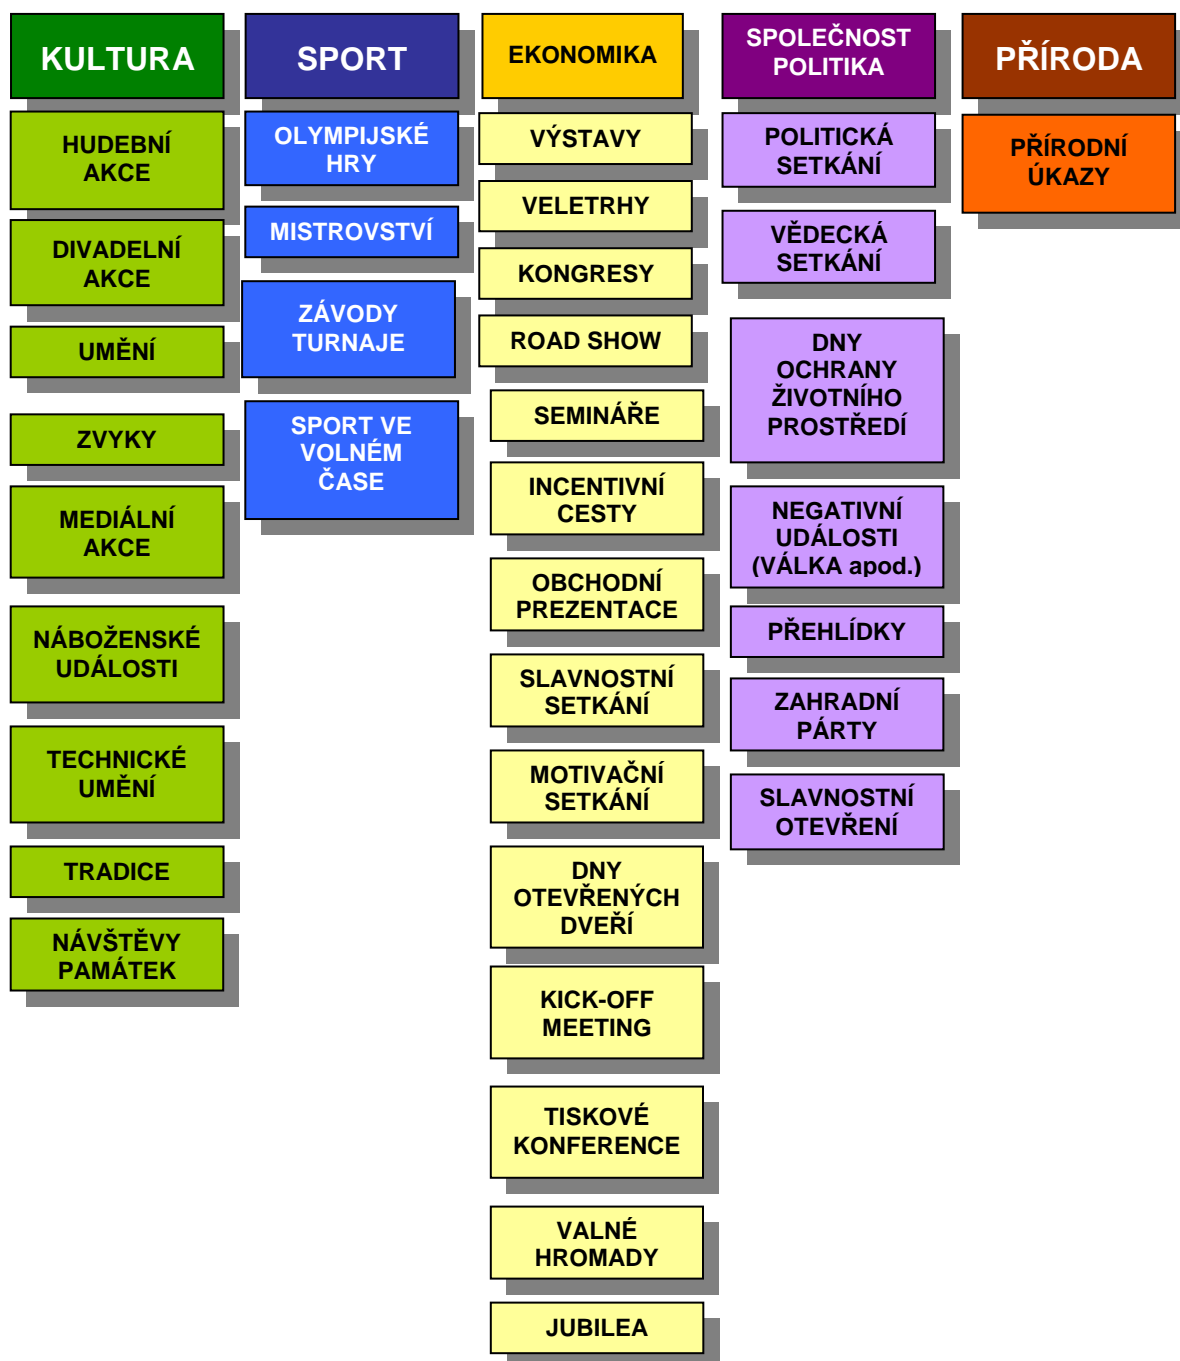 KULTURA
HUDEBNÍ
AKCE
DIVADELNÍ
AKCE
UMĚNÍ
ZVYKY
MEDIÁLNÍ
AKCE
NÁBOŽENSKÉ
UDÁLOSTI
TECHNICKÉ
UMĚNÍ
TRADICE
NÁVŠTĚVY
PAMÁTEK
SPORT
OLYMPIJSKÉ
HRY
MISTROVSTVÍ
ZÁVODY
TURNAJE
SPORT VE
VOLNÉM
ČASE
EKONOMIKA
VÝSTAVY
VELETRHY
KONGRESY
ROAD SHOW
SEMINÁŘE
INCENTIVNÍ
CESTY
OBCHODNÍ
PREZENTACE
SLAVNOSTNÍ
SETKÁNÍ
MOTIVAČNÍ
SETKÁNÍ
DNY
OTEVŘENÝCH
DVEŘÍ
KICK-OFF
MEETING
TISKOVÉ
KONFERENCE
VALNÉ
HROMADY
JUBILEA
SPOLEČNOST
POLITIKA
POLITICKÁ
SETKÁNÍ
VĚDECKÁ
SETKÁNÍ
DNY
OCHRANY
ŽIVOTNÍHO
PROSTŘEDÍ
NEGATIVNÍ
UDÁLOSTI
(VÁLKA apod.)
PŘEHLÍDKY
ZAHRADNÍ
PÁRTY
SLAVNOSTNÍ
OTEVŘENÍ
PŘÍRODA
PŘÍRODNÍ
ÚKAZY